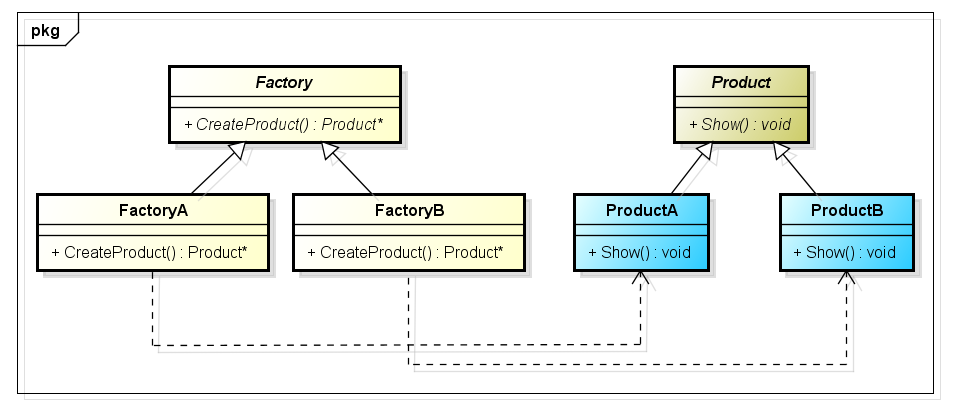 pkg
Factory
+ CreateProduct() : Product*
Product
+ Show() : void
FactoryA
+ CreateProduct() : Product*
FactoryB
+ CreateProduct() : Product*
ProductA
+ Show() : void
ProductB
+ Show() : void